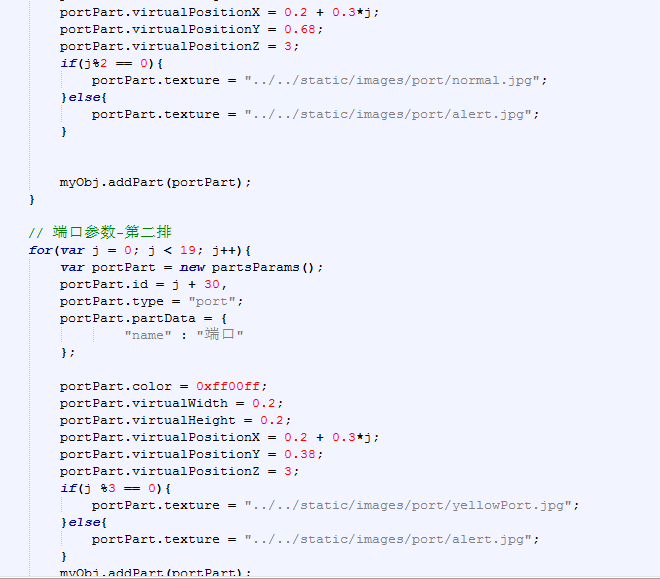 portPart.virtualPositionX = 0.2 + 0.3*j;
portPart.virtualPositionY = 0.68;
portPart.virtualPositionZ = 3;
if(j%2 == 0){
portPart.texture = "../../static/images/port/normal.jpg";
}else{
portPart.texture = "../../static/images/port/alert.jpg";
}
myObj.addPart(portPart);
}
// 端口参数-第二排
for(var j = 0; j < 19; j++){
var portPart = new partsParams();
portPart.id = j + 30,
portPart.type = "port";
portPart.partData = {
"name" : "端口"
};
portPart.color = 0xff00ff;
portPart.virtualWidth = 0.2;
portPart.virtualHeight = 0.2;
portPart.virtualPositionX = 0.2 + 0.3*j;
portPart.virtualPositionY = 0.38;
portPart.virtualPositionZ = 3;
if(j %3 == 0){
portPart.texture = "../../static/images/port/yellowPort.jpg";
}else{
portPart.texture = "../../static/images/port/alert.jpg";
}
myObj.addPart(portPart);